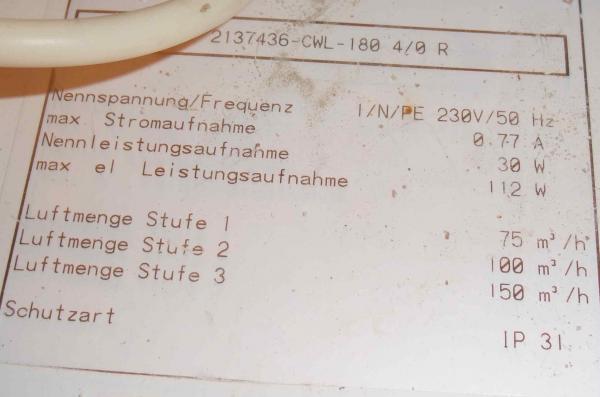 2137436-CWL-180 4/0 R
Nennspannung/Frequenz 1/N/PE 230V/50 Hz
max Stromaufnahme 0.77 A
Nennleistungsaufnahme 30 W
max el Leistungsaufnahme 112 W
Luftmenge Stufe 1 75 m³/h
Luftmenge Stufe 2 100 m³/h
Luftmenge Stufe 3 150 m³/h
Schutzart IP 31